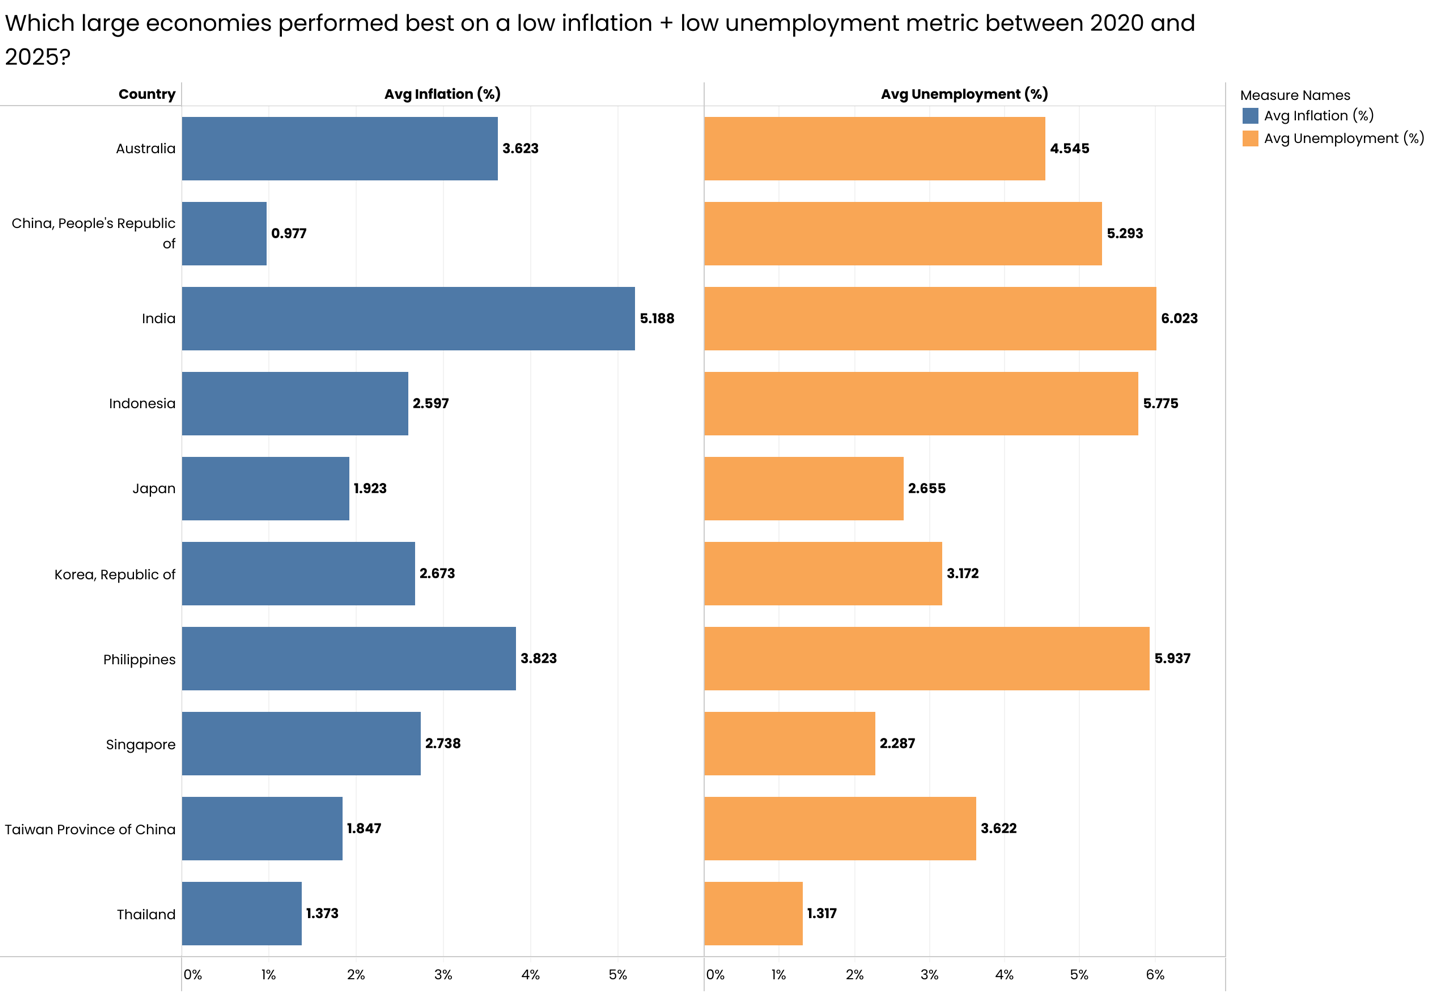 Which large economies performed best on a low inflation + low unemployment metric between 2020 and
2025?
Country Avg Inflation (%) Avg Unemployment (%)
Measure Names
Avg Inflation (%)
Avg Unemployment (%)
Australia 3.623 4.545
China, People's Republic
of 0.977 5.293
India 5.188 6.023
Indonesia 2.597 5.775
Japan 1.923 2.655
Korea, Republic of 2.673 3.172
Philippines 3.823 5.937
Singapore 2.738 2.287
Taiwan Province of China 1.847 3.622
Thailand 1.373 1.317
0% 1% 2% 3% 4% 5% 0% 1% 2% 3% 4% 5% 6%